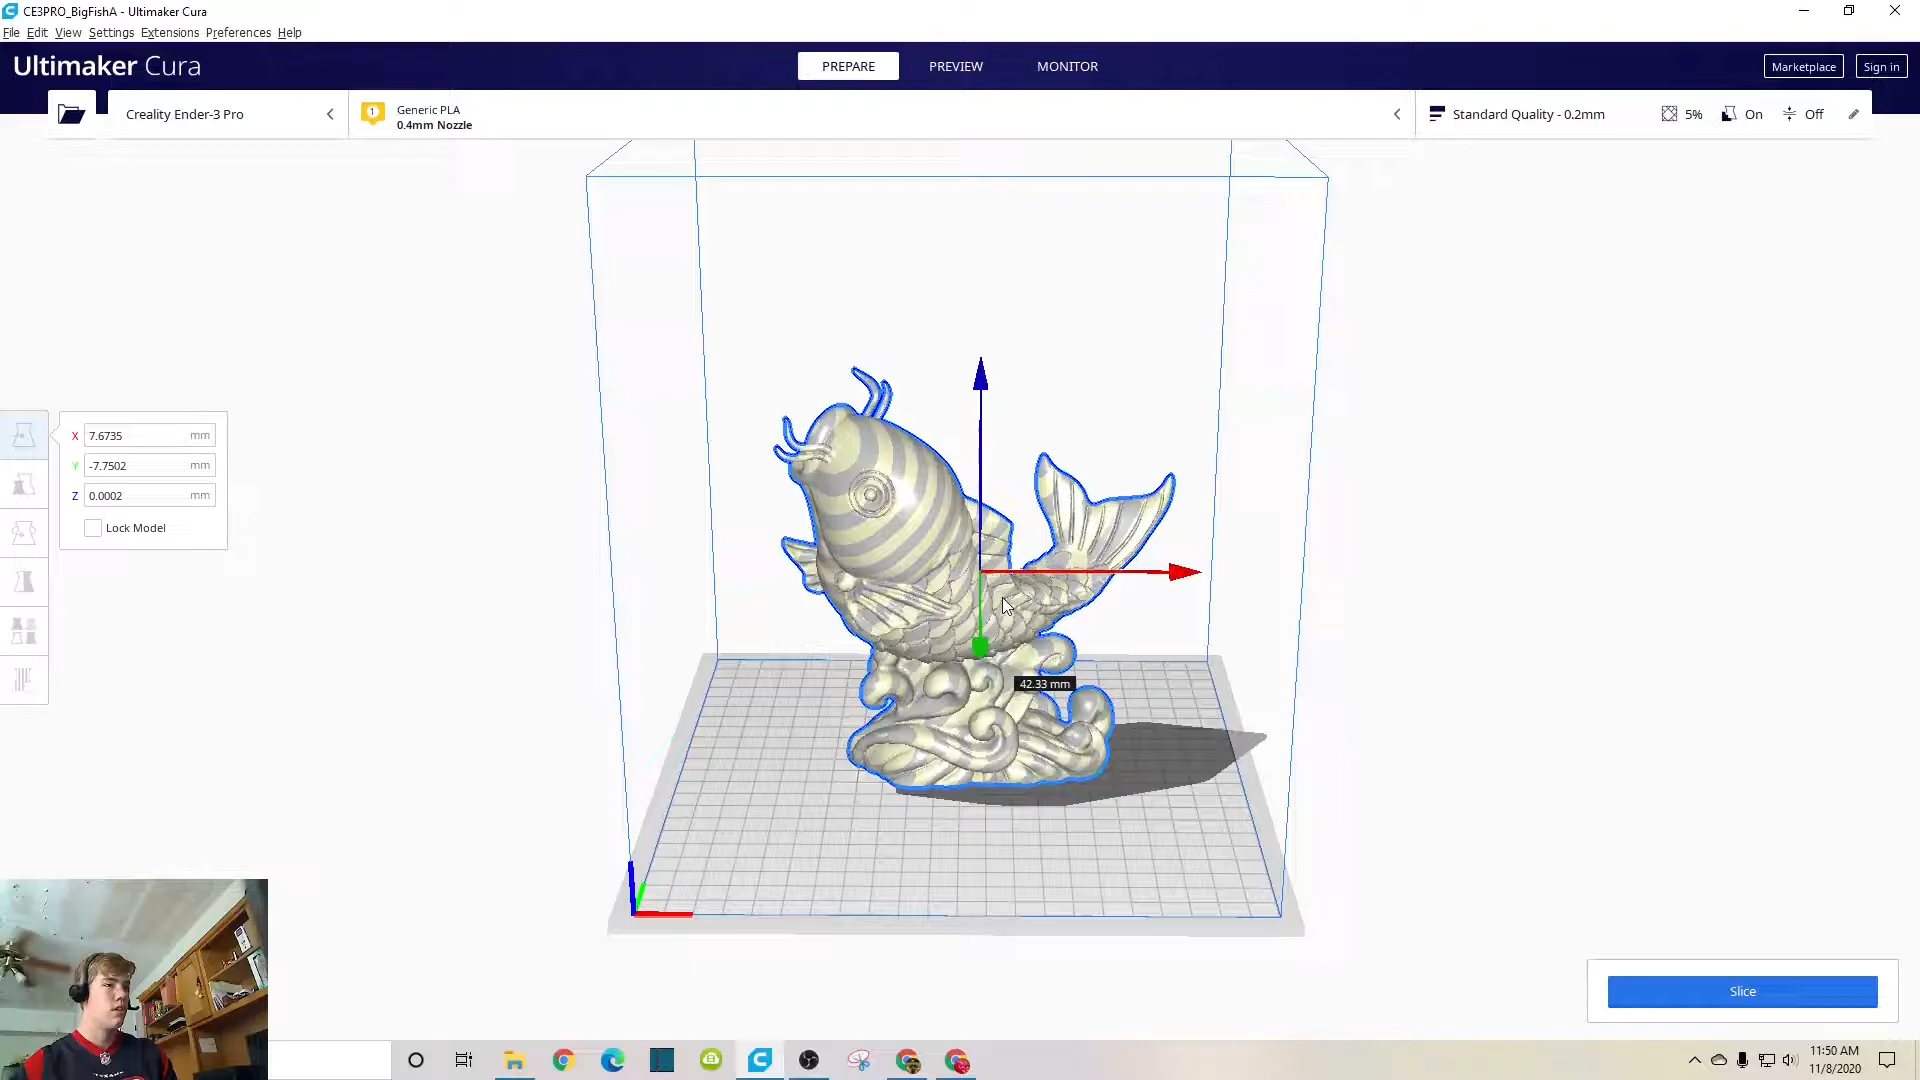 CE3PRO_BigFishA - Ultimaker Cura
File Edit View Settings Extensions Preferences Help
Ultimaker Cura
PREPARE PREVIEW MONITOR
Marketplace Sign in
Creality Ender-3 Pro
1
Generic PLA
0.4mm Nozzle
Standard Quality - 0.2mm
5% On Off
X 7.6735 mm
Y -7.7502 mm
Z 0.0002 mm
Lock Model
42.33 mm
Slice
TEXANS
11:50 AM
11/8/2020